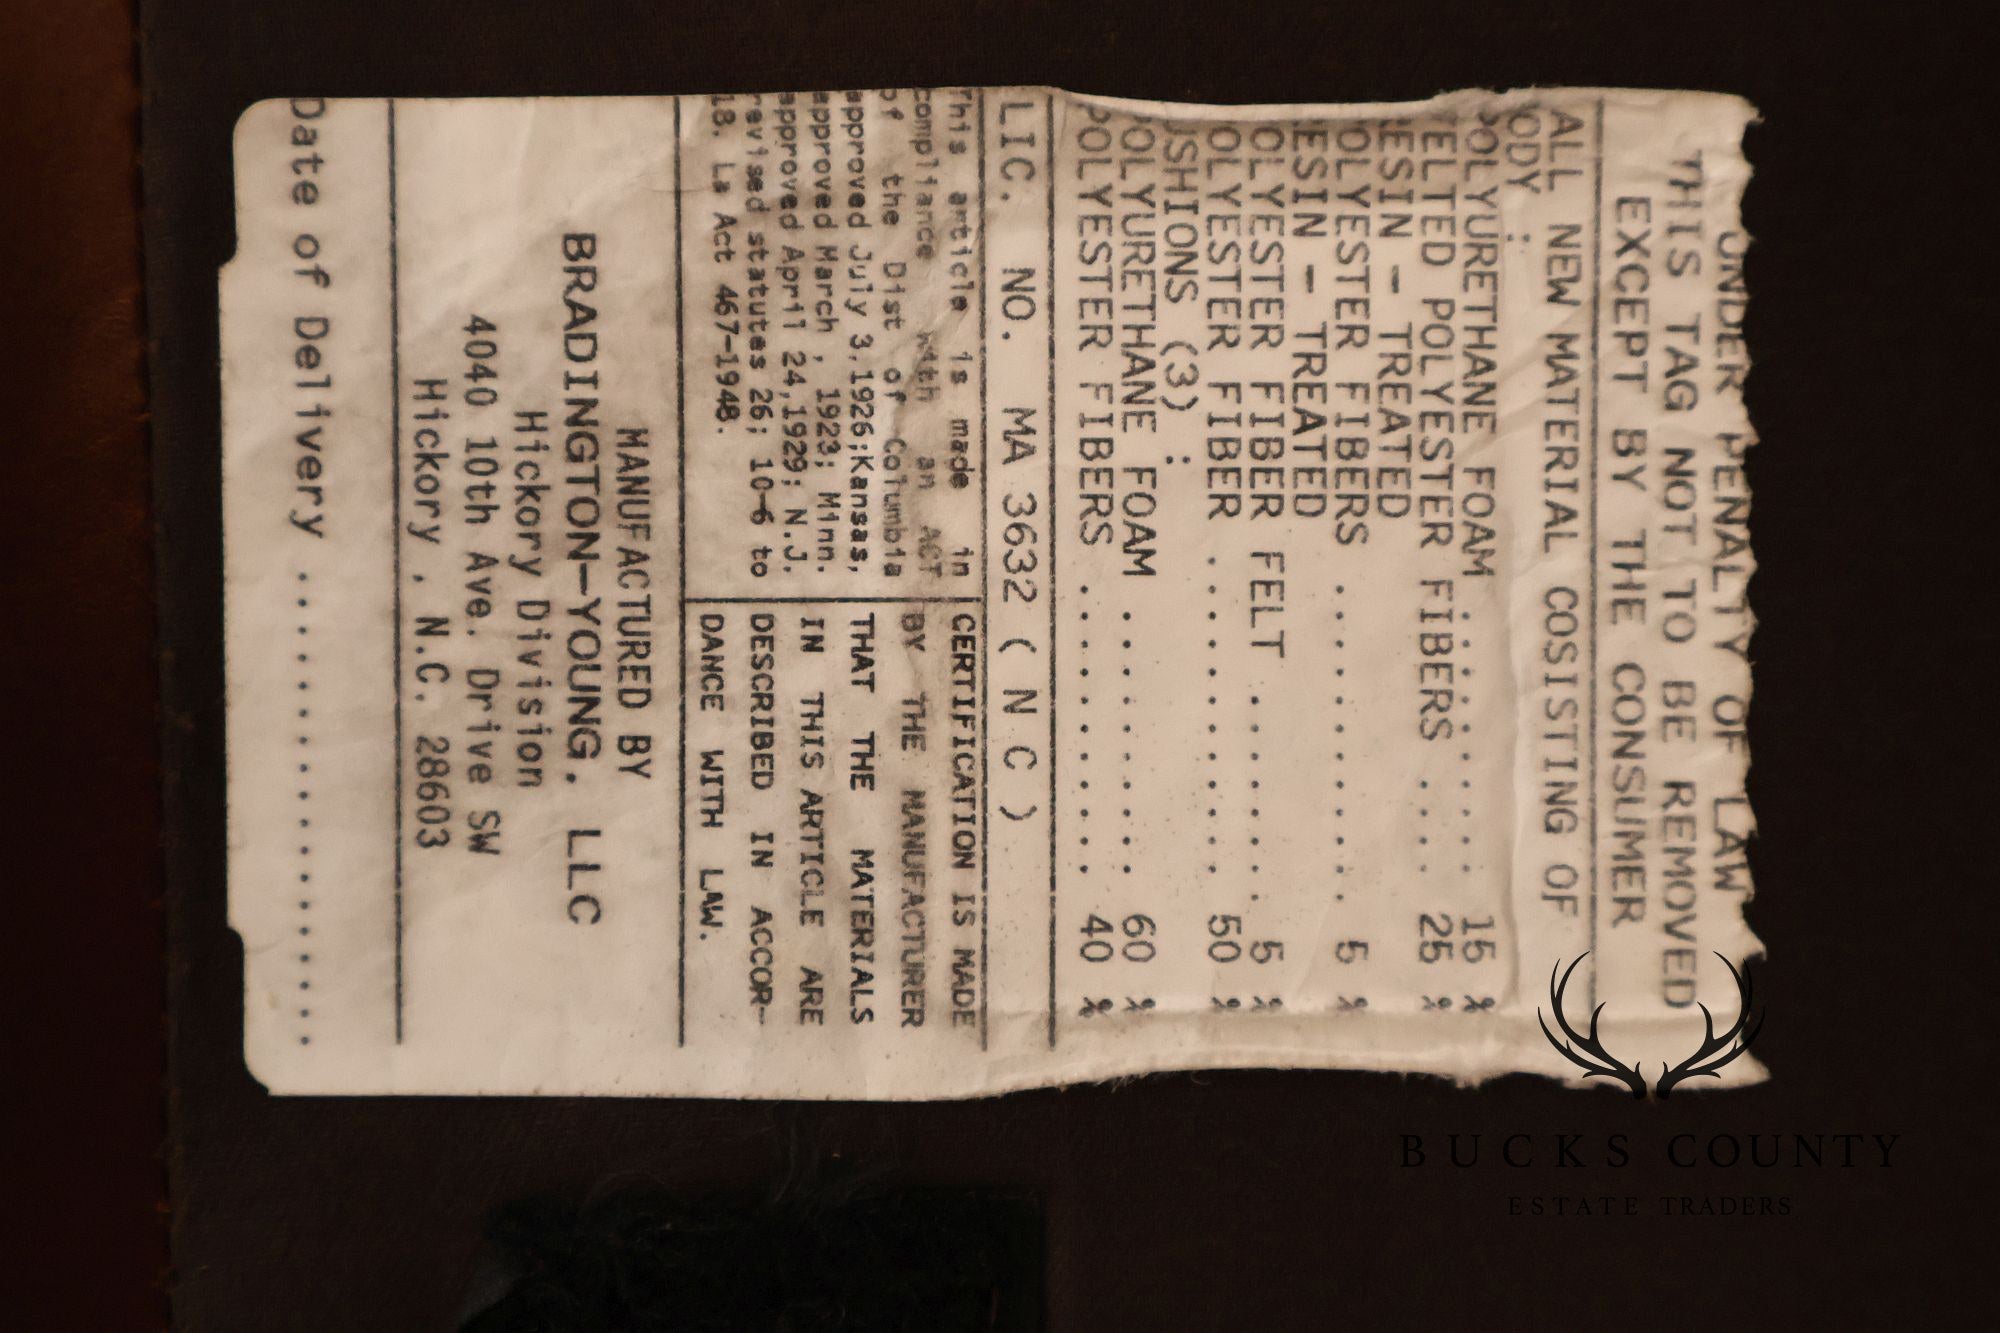 UNDER PENALTY OF LAW
THIS TAG NOT TO BE REMOVED
EXCEPT BY THE CONSUMER
ALL NEW MATERIAL COSISTING OF
ODY :
POLYURETHANE FOAM ............. 15 %
ELTED POLYESTER FIBERS .... 25 %
ESIN - TREATED
OLYESTER FIBERS ............ 5 %
ESIN - TREATED
OLYESTER FIBER FELT ........ 5 %
OLYESTER FIBER ............. 50 %
USHIONS (3) :
OLYURETHANE FOAM ........... 60 %
POLYESTER FIBERS ............ 40 %
LIC. NO. MA 3632 ( N C )
This article is made in
compliance with an ACT
of the Dist of Columbia
approved July 3,1926;Kansas,
approved March , 1923; Minn.
approved April 24,1929; N.J.
revised statutes 26; 10-6 to
18. La Act 467-1948.
CERTIFICATION IS MADE
BY THE MANUFACTURER
THAT THE MATERIALS
IN THIS ARTICLE ARE
DESCRIBED IN ACCOR-
DANCE WITH LAW.
MANUFACTURED BY
BRADINGTON-YOUNG. LLC
Hickory Division
4040 10th Ave. Drive SW
Hickory , N.C. 28603
Date of Delivery ....................
BUCKS COUNTY
ESTATE TRADERS